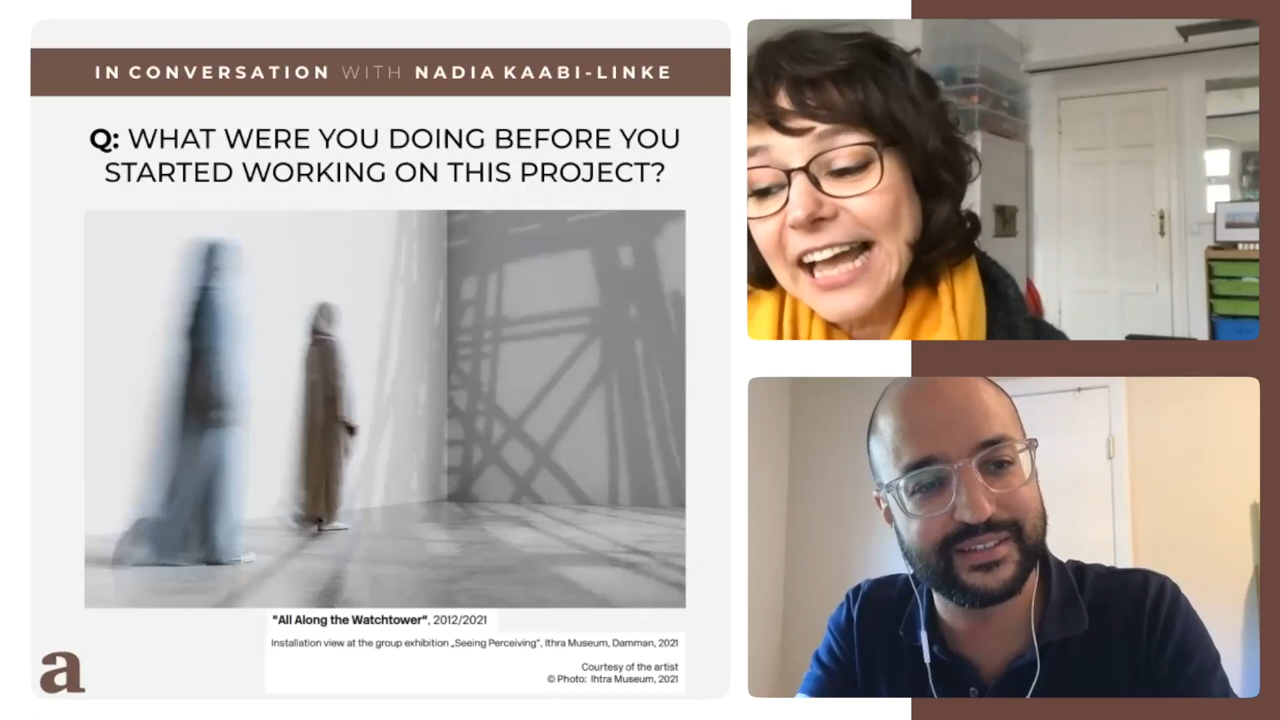 IN CONVERSATION WITH NADIA KAABI-LINKE
Q: WHAT WERE YOU DOING BEFORE YOU
STARTED WORKING ON THIS PROJECT?
"All Along the Watchtower", 2012/2021
Installation view at the group exhibition „Seeing Perceiving“, Ithra Museum, Damman, 2021
Courtesy of the artist
© Photo: Ihtra Museum, 2021
a